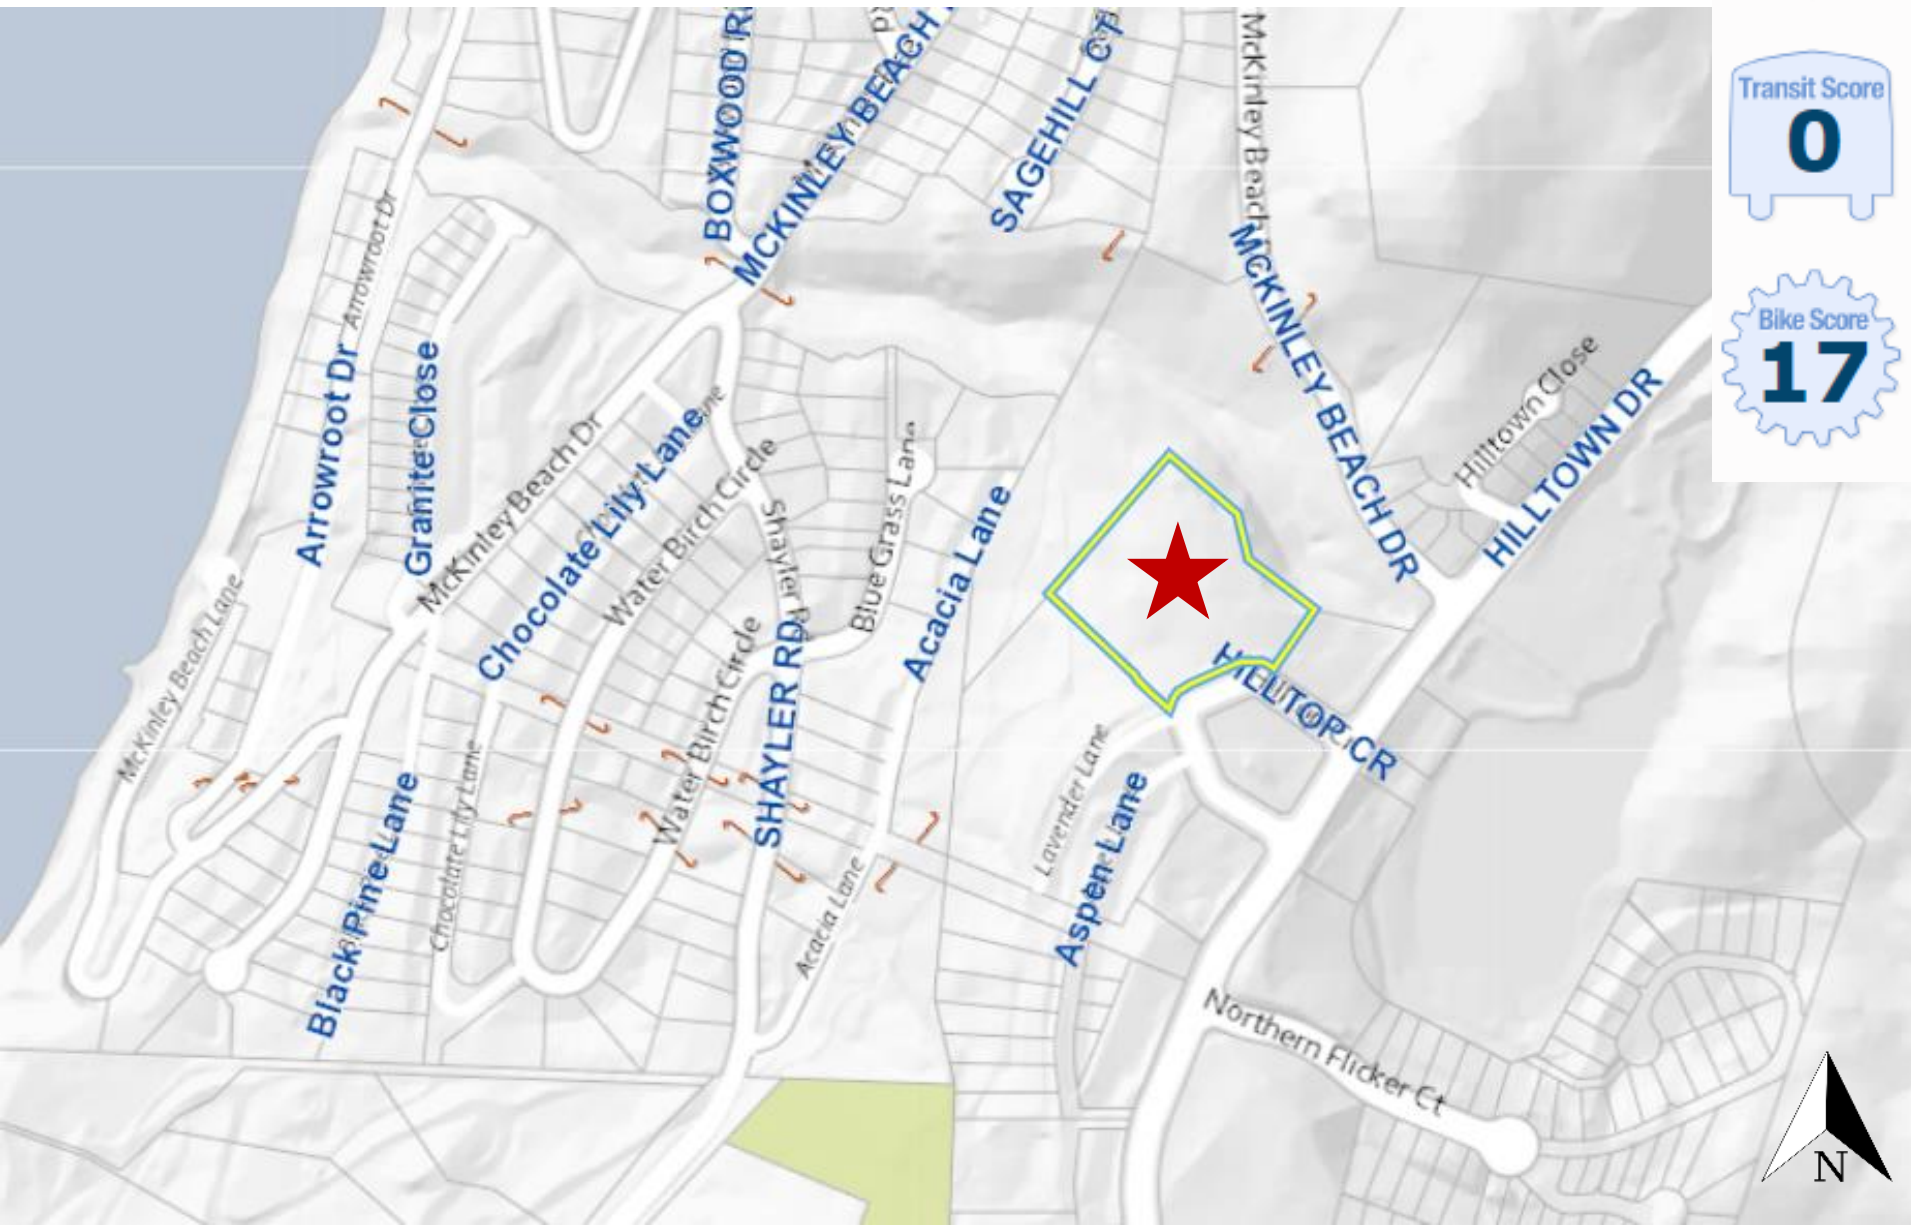 BOXWOOD R
MCKINLEY BEACH
SAGEHILL CT
McKinley Beach
MCKINLEY BEACH DR
Transit Score
0
Bike Score
17
Arrowroot Dr
Arrowroot Dr
Granite Close
McKinley Beach Dr
Chocolate Lily Lane
Water Birch Circle
Shayler R
Blue Grass Lane
Acacia Lane
Hilltown Close
HILLTOWN DR
McKinley Beach Lane
Water Birch Circle
SHAYLER RD
HILLTOP CR
Black Pine Lane
Chocolate Lily Lane
Acacia Lane
Lavender Lane
Aspen Lane
Northern Flicker Ct
N